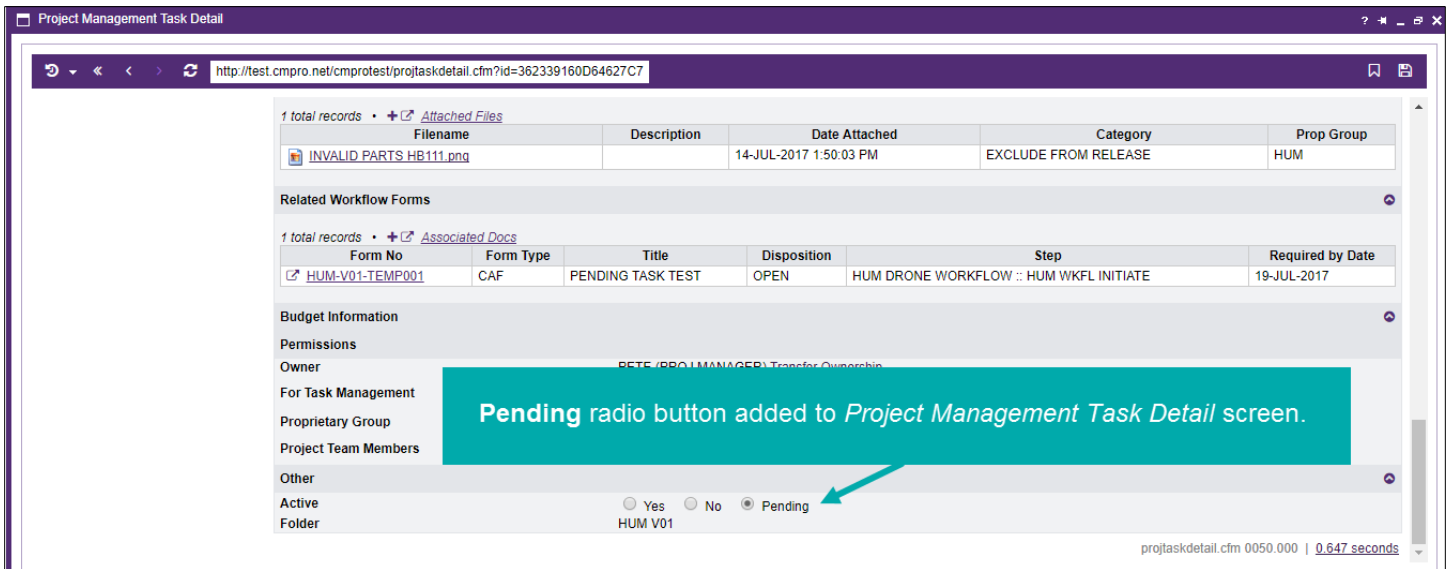 Project Management Task Detail
http://test.cmpro.net/cmprotest/projtaskdetail.cfm?id=362339160D64627C7
1 total records • Attached Files
Filename Description Date Attached Category Prop Group
INVALID PARTS HB111.png 14-JUL-2017 1:50:03 PM EXCLUDE FROM RELEASE HUM
Related Workflow Forms
1 total records • Associated Docs
Form No Form Type Title Disposition Step Required by Date
HUM-V01-TEMP001 CAF PENDING TASK TEST OPEN HUM DRONE WORKFLOW :: HUM WKFL INITIATE 19-JUL-2017
Budget Information
Permissions
Owner PETE (PROJ MANAGER) Transfer Ownership
For Task Management
Proprietary Group
Project Team Members
Pending radio button added to Project Management Task Detail screen.
Other
Active Yes No Pending
Folder HUM V01
projtaskdetail.cfm 0050.000 | 0.647 seconds